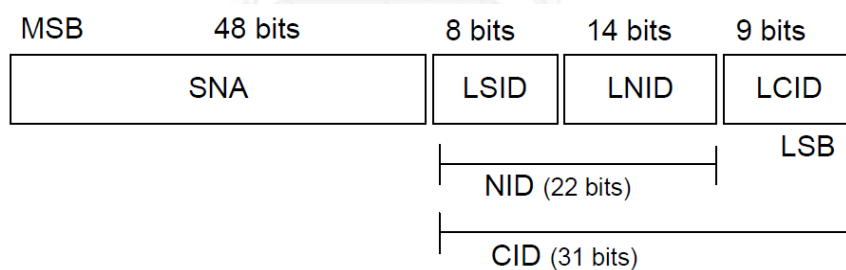 MSB 48 bits 8 bits 14 bits 9 bits
SNA LSID LNID LCID
LSB
NID (22 bits)
CID (31 bits)